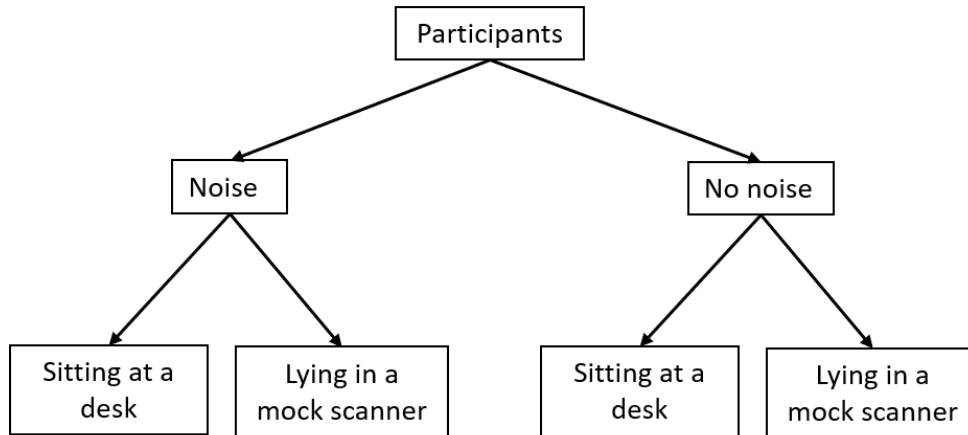 Participants
Noise
No noise
Sitting at a
desk
Lying in a
mock scanner
Sitting at a
desk
Lying in a
mock scanner